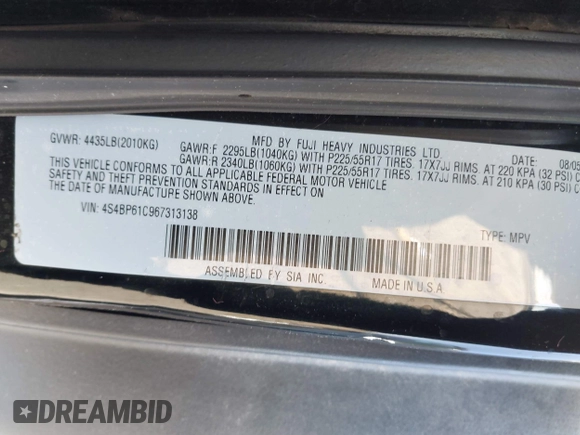 MFD BY FUJI HEAVY INDUSTRIES LTD. DATE: 08/05
GVWR: 4435LB(2010KG) GAWR:F 2295LB(1040KG) WITH P225/55R17 TIRES. 17X7JJ RIMS. AT 220 KPA (32 PSI) C
GAWR:R 2340LB(1060KG) WITH P225/55R17 TIRES. 17X7JJ RIMS. AT 210 KPA (30 PSI) C
THIS VEHICLE CONFORMS TO ALL APPLICABLE FEDERAL MOTOR VEHICLE
SAFETY AND THEFT PREVENTION STANDARDS IN EFFECT ON THE DATE OF
MANUFACTURE SHOWN ABOVE.
VIN: 4S4BP61C967313138 TYPE: MPV
ASSEMBLED FY SIA INC. MADE IN U.S.A.
DREAMBID